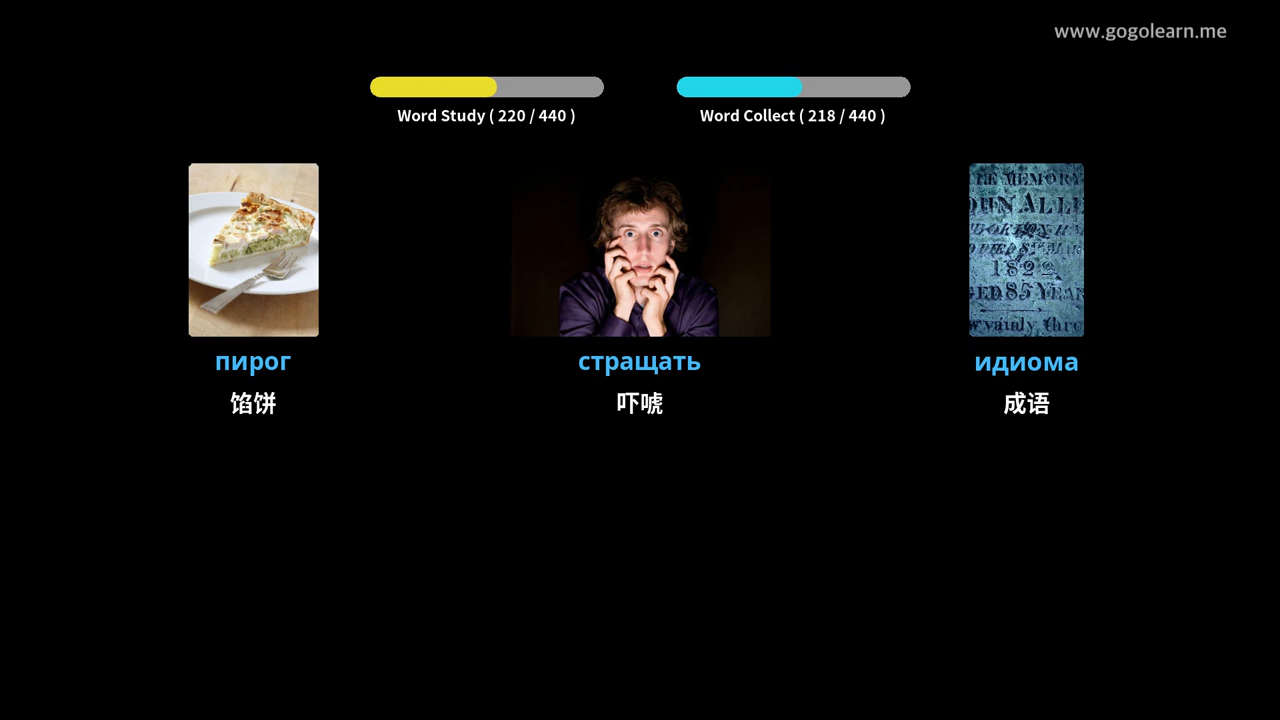 www.gogolearn.me
Word Study ( 220 / 440 )
Word Collect ( 218 / 440 )
1822
пирог
стращать
идиома
馅饼
吓唬
成语